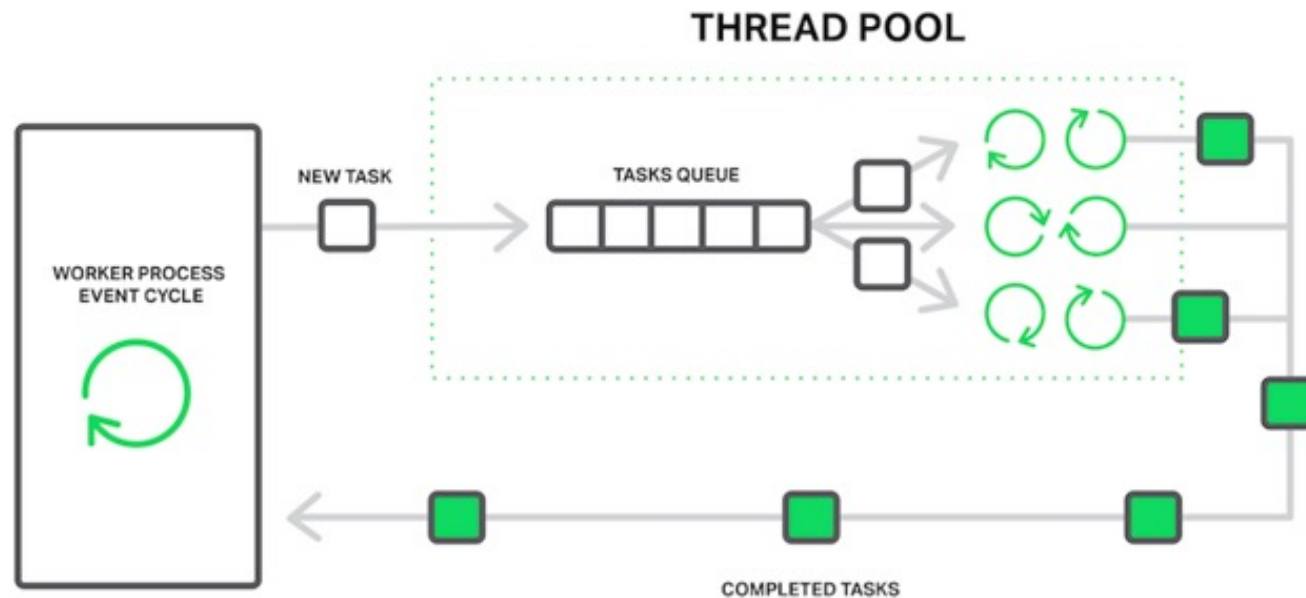 THREAD POOL
NEW TASK
TASKS QUEUE
WORKER PROCESS
EVENT CYCLE
COMPLETED TASKS